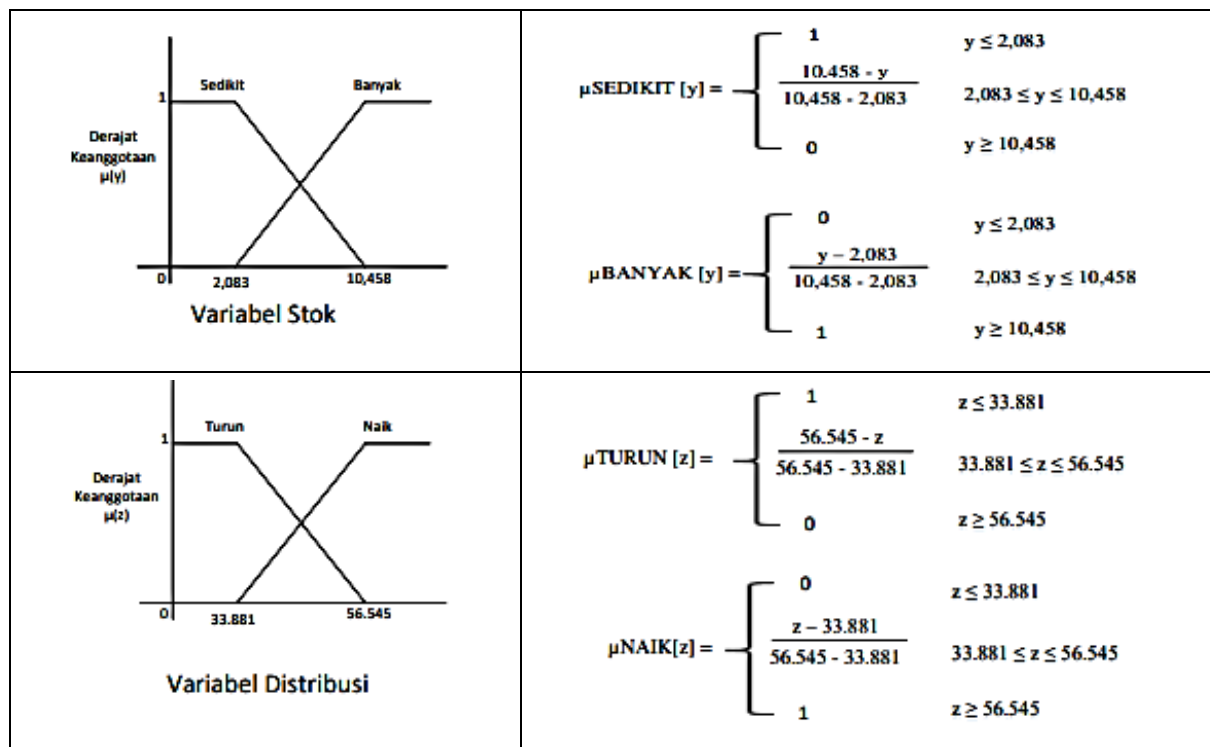 Sedikit Banyak
1
Derajat
Keanggotaan
μ(y)
0 2,083 10,458
Variabel Stok
μSEDIKIT [y] =
1 y ≤ 2,083
10.458 - y
10,458 - 2,083 2,083 ≤ y ≤ 10,458
0 y ≥ 10,458
μBANYAK [y] =
0 y ≤ 2,083
y – 2,083
10,458 - 2,083 2,083 ≤ y ≤ 10,458
1 y ≥ 10,458
Turun Naik
1
Derajat
Keanggotaan
μ(z)
0 33.881 56.545
Variabel Distribusi
μTURUN [z] =
1 z ≤ 33.881
56.545 - z
56.545 - 33.881 33.881 ≤ z ≤ 56.545
0 z ≥ 56.545
μNAIK[z] =
0 z ≤ 33.881
z – 33.881
56.545 - 33.881 33.881 ≤ z ≤ 56.545
1 z ≥ 56.545